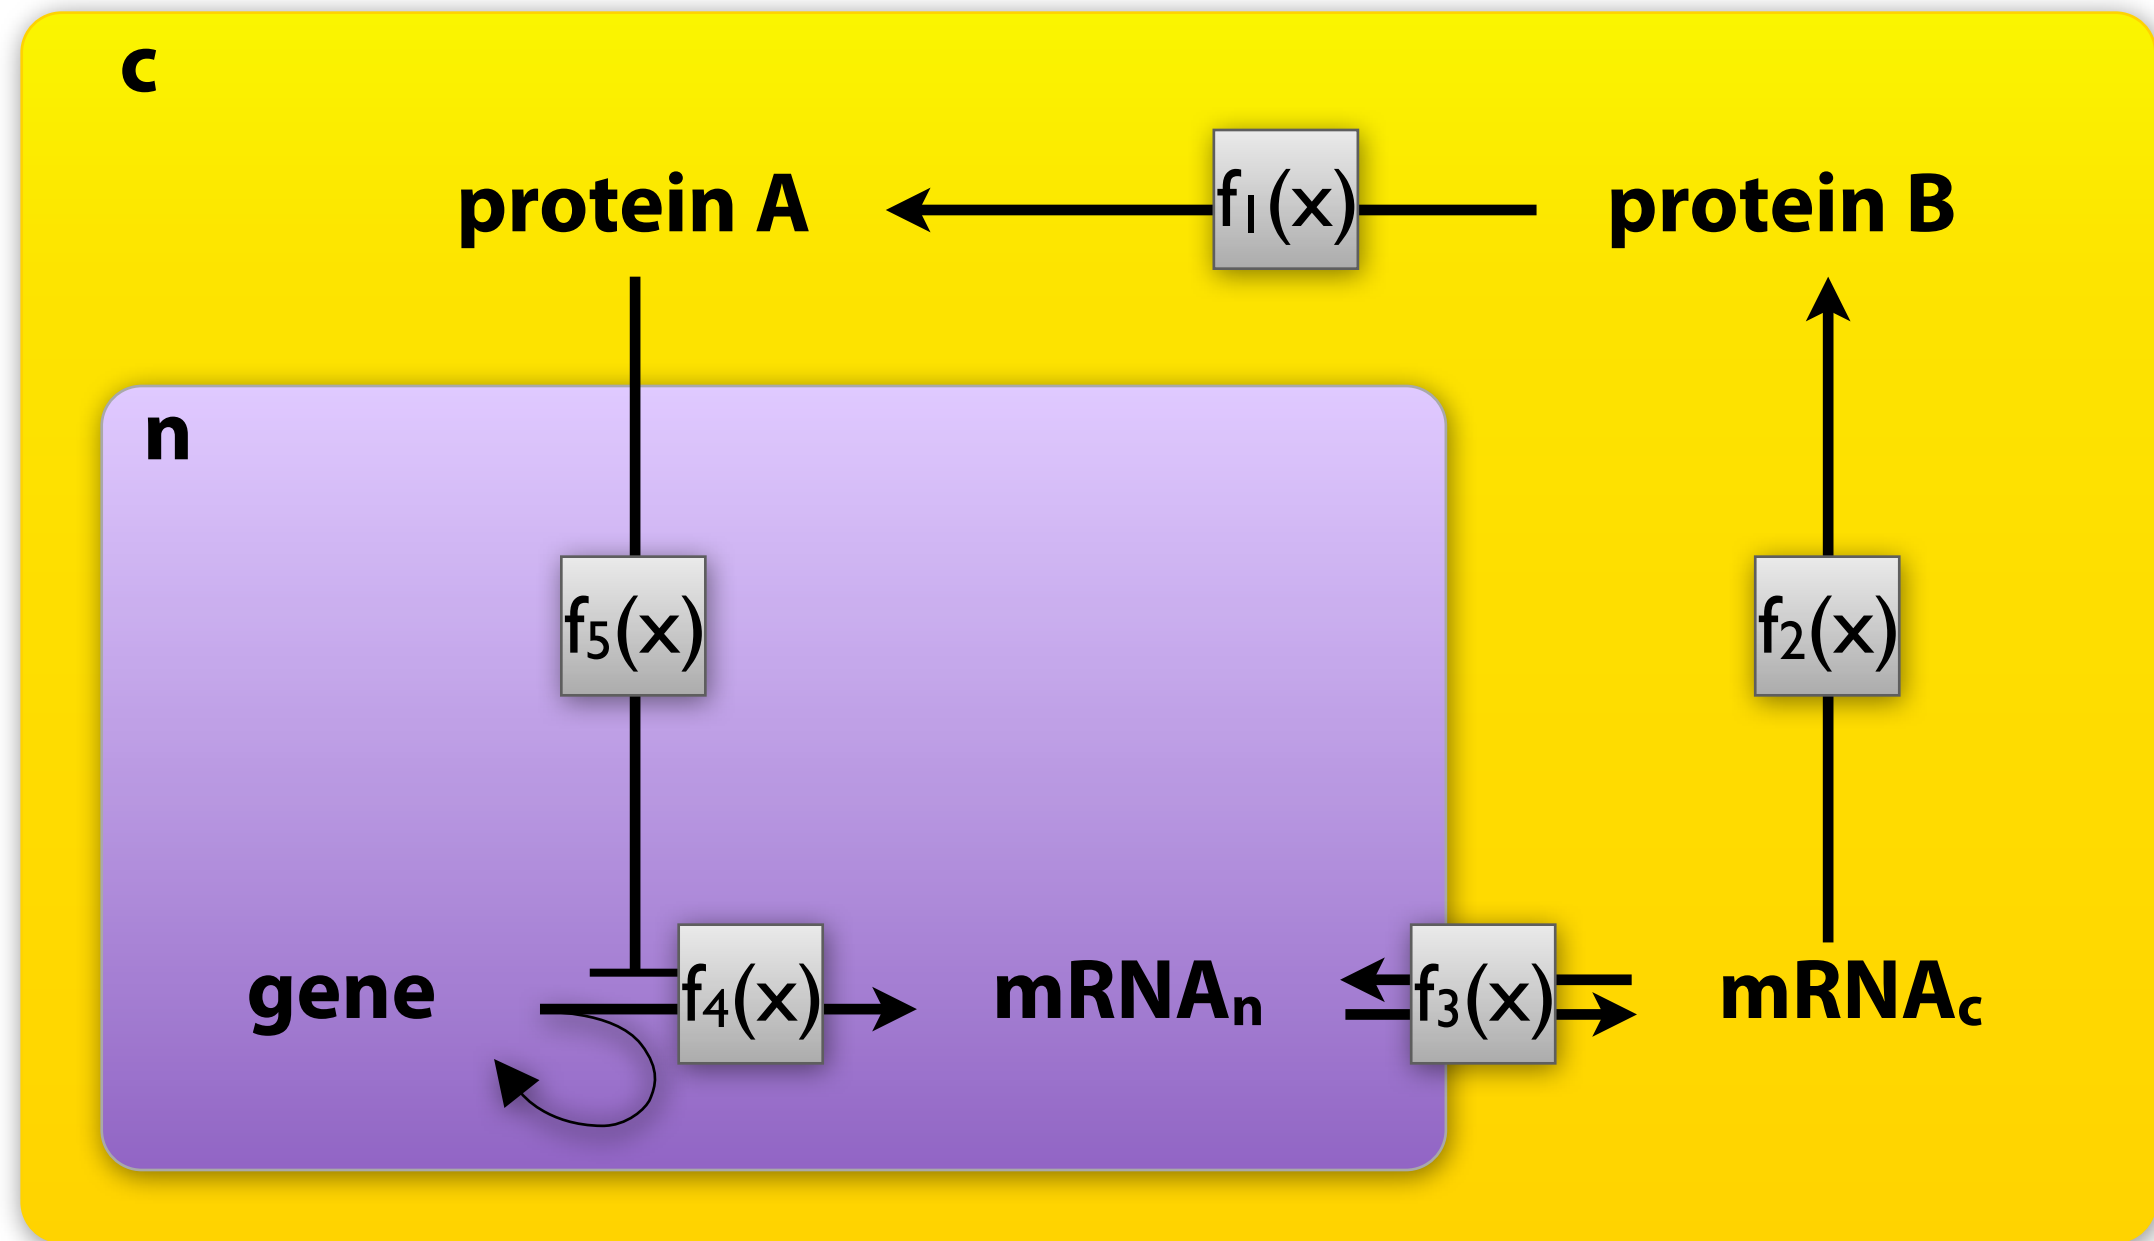 c
protein A
f1(x)
protein B
n
f5(x)
f2(x)
gene
f4(x)
mRNAn
f3(x)
mRNAc